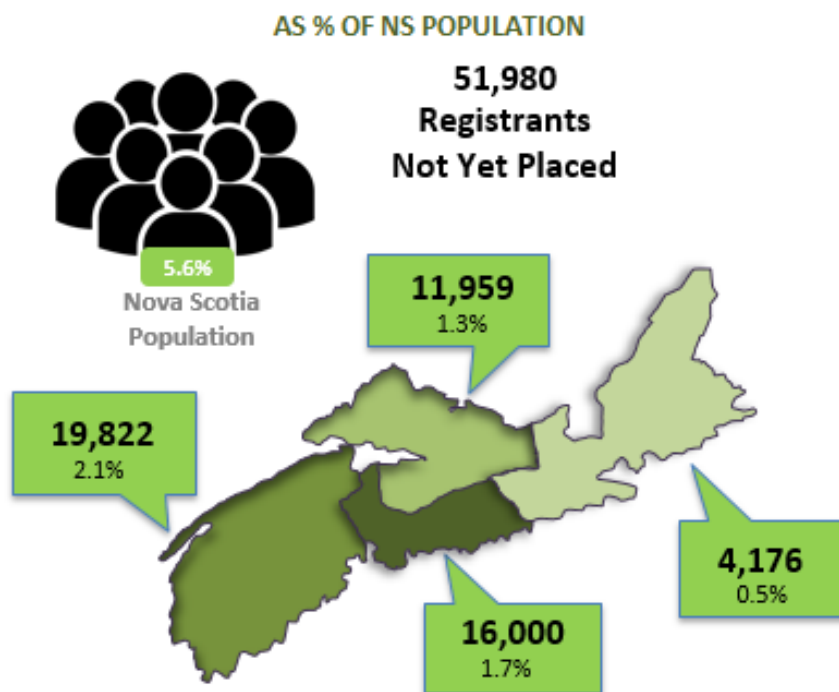 AS % OF NS POPULATION
51,980
Registrants
Not Yet Placed
5.6%
Nova Scotia
Population
11,959
1.3%
19,822
2.1%
4,176
0.5%
16,000
1.7%